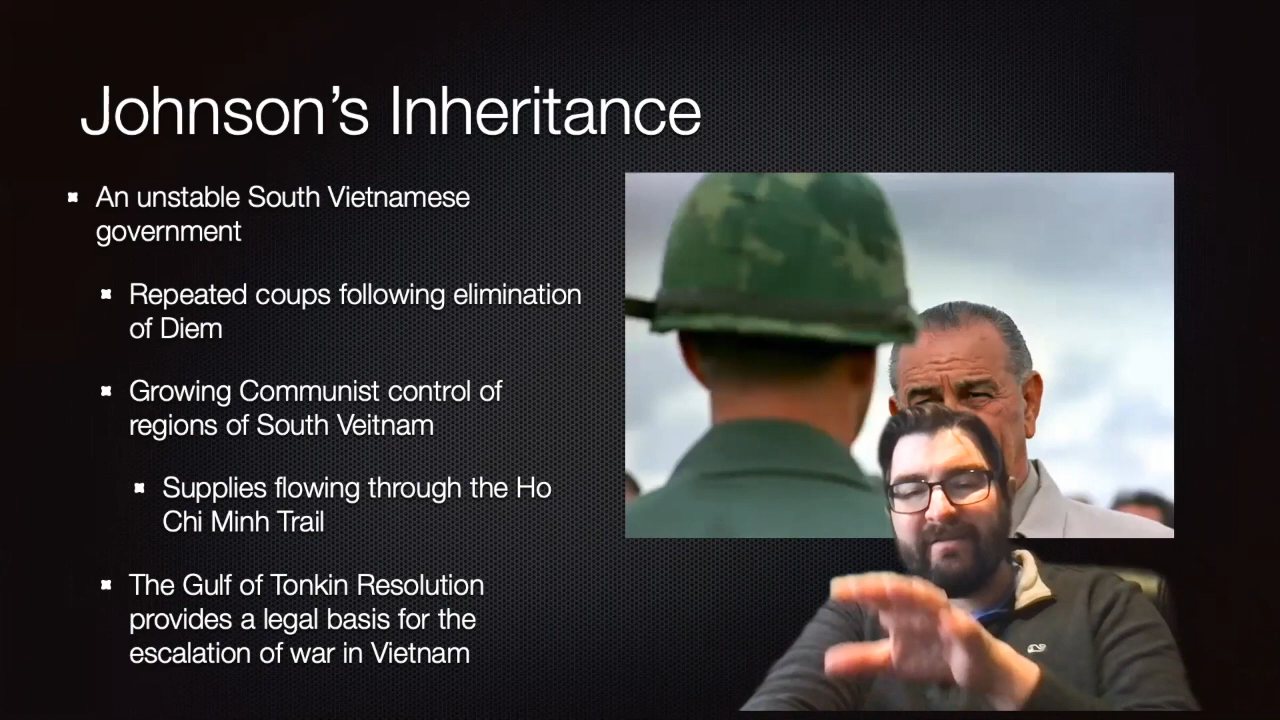 Johnson’s Inheritance
An unstable South Vietnamese
government
Repeated coups following elimination
of Diem
Growing Communist control of
regions of South Veitnam
Supplies flowing through the Ho
Chi Minh Trail
The Gulf of Tonkin Resolution
provides a legal basis for the
escalation of war in Vietnam